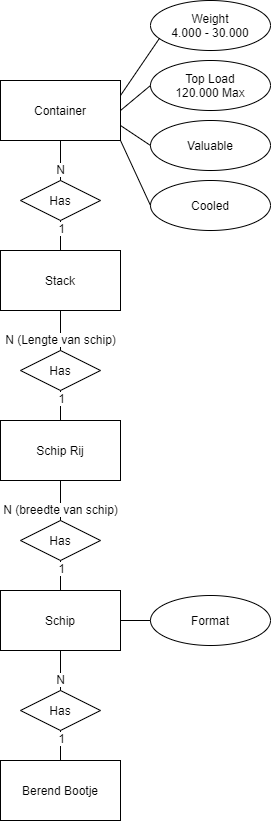 Weight
4.000 - 30.000
Container
Top Load
120.000 Max
Valuable
N
Has
Cooled
1
Stack
N (Lengte van schip)
Has
1
Schip Rij
N (breedte van schip)
Has
1
Schip
Format
N
Has
1
Berend Bootje